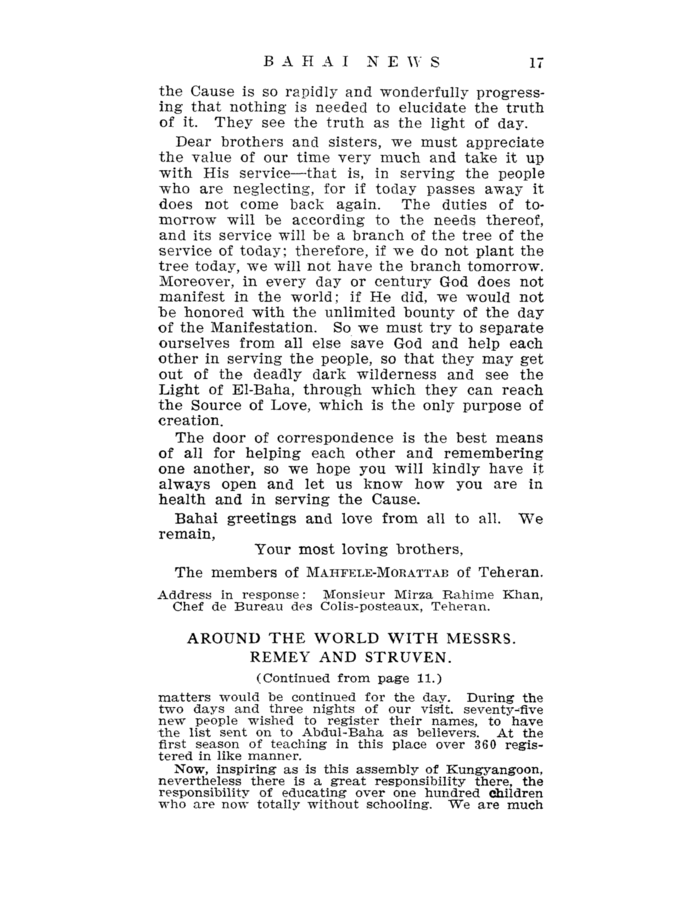 BAHAI NEWS 17
the Cause is so rapidly and wonderfully progress-
ing that nothing is needed to elucidate the truth
of it. They see the truth as the light of day.
Dear brothers and sisters, we must appreciate
the value of our time very much and take it up
with His service—that is, in serving the people
who are neglecting, for if today passes away it
does not come back again. The duties of to-
morrow will be according to the needs thereof,
and its service will be a branch of the tree of the
service of today; therefore, if we do not plant the
tree today, we will not have the branch tomorrow.
Moreover, in every day or century God does not
manifest in the world; if He did, we would not
be honored with the unlimited bounty of the day
of the Manifestation. So we must try to separate
ourselves from all else save God and help each
other in serving the people, so that they may get
out of the deadly dark wilderness and see the
Light of El-Baha, through which they can reach
the Source of Love, which is the only purpose of
creation.
The door of correspondence is the best means
of all for helping each other and remembering
one another, so we hope you will kindly have it
always open and let us know how you are in
health and in serving the Cause.
Bahai greetings and love from all to all. We
remain,
Your most loving brothers,
The members of MAHFELE-MORATTAB of Teheran.
Address in response: Monsieur Mirza Rahime Khan,
Chef de Bureau des Colis-posteaux, Teheran.
AROUND THE WORLD WITH MESSRS.
REMEY AND STRUVEN.
(Continued from page 11.)
matters would be continued for the day. During the
two days and three nights of our visit. seventy-five
new people wished to register their names, to have
the list sent on to Abdul-Baha as believers. At the
first season of teaching in this place over 360 regis-
tered in like manner.
Now, inspiring as is this assembly of Kungyangoon,
nevertheless there is a great responsibility there, the
responsibility of educating over one hundred children
who are now totally without schooling. We are much